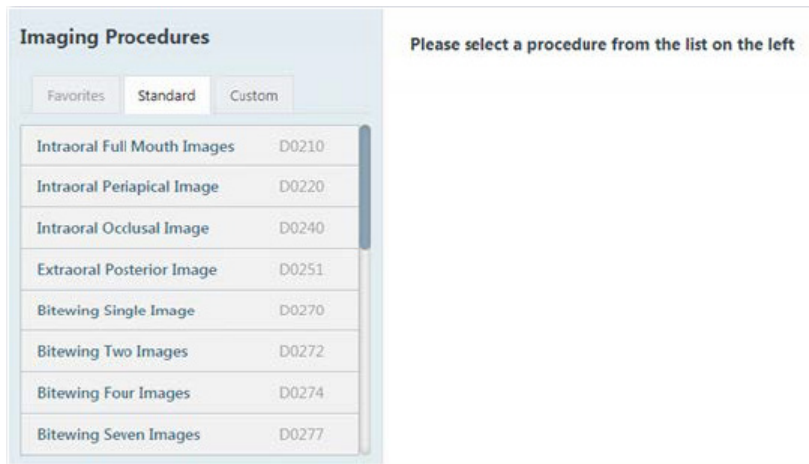 Imaging Procedures
Please select a procedure from the list on the left
Favorites Standard Custom
Intraoral Full Mouth Images D0210
Intraoral Periapical Image D0220
Intraoral Occlusal Image D0240
Extraoral Posterior Image D0251
Bitewing Single Image D0270
Bitewing Two Images D0272
Bitewing Four Images D0274
Bitewing Seven Images D0277